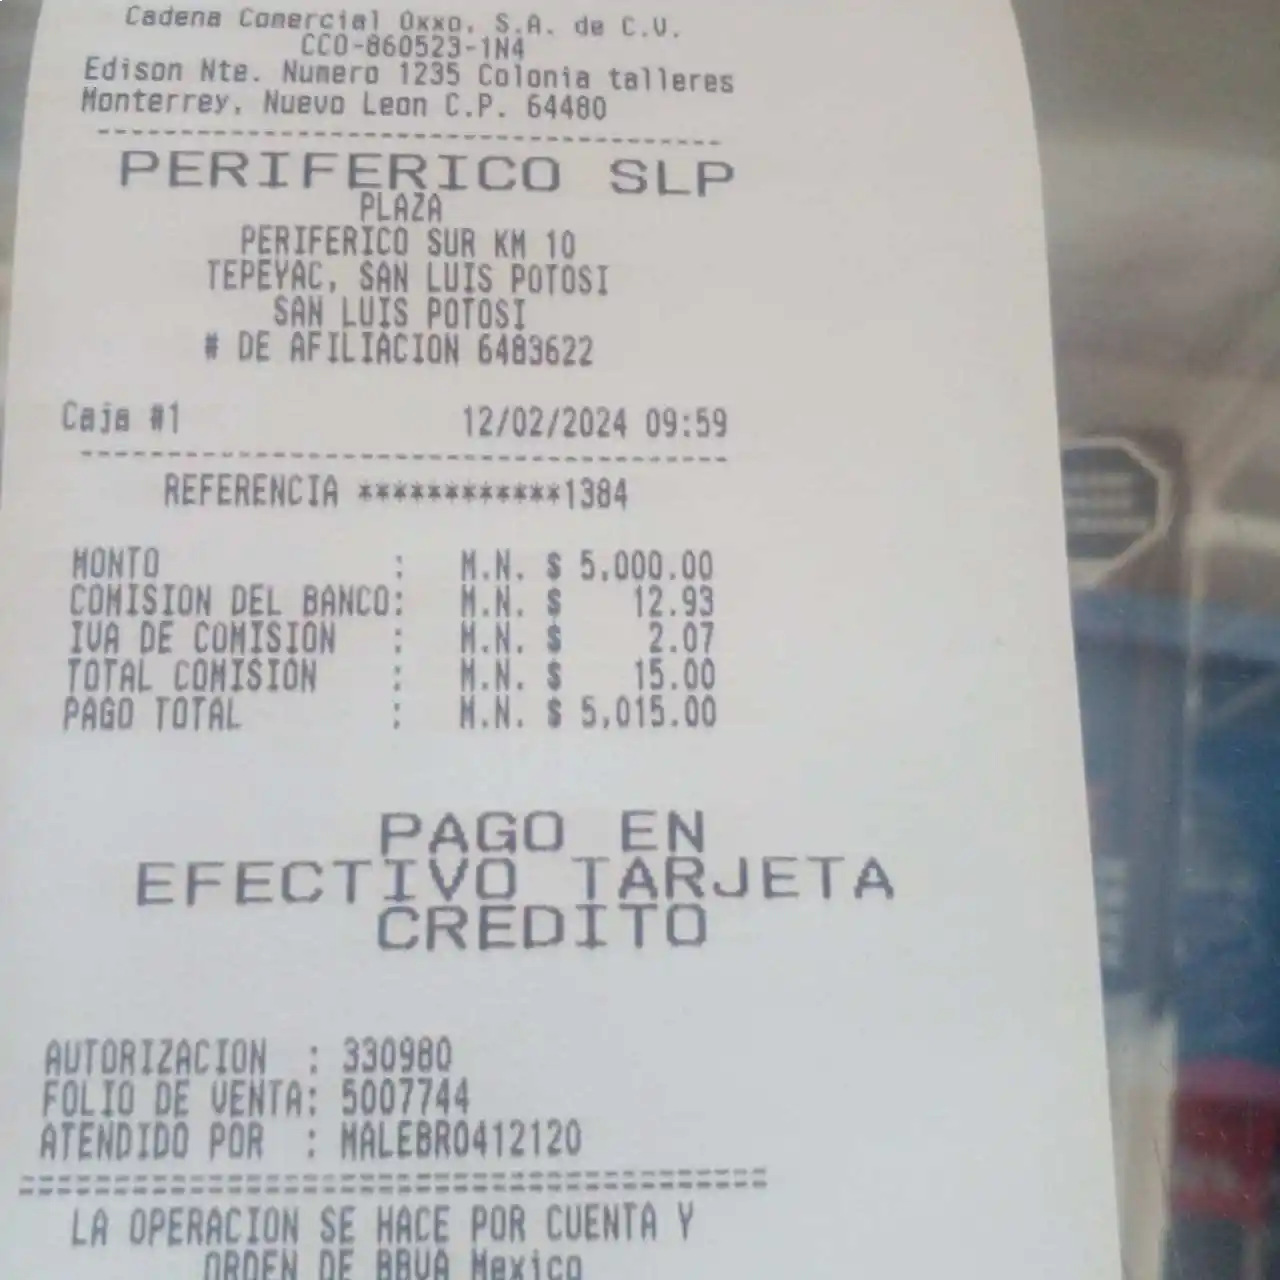 Cadena Comercial Oxxo, S.A. de C.V.
CCO-860523-1N4
Edison Nte. Numero 1235 Colonia talleres
Monterrey, Nuevo Leon C.P. 64480
----------------------------------------
PERIFERICO SLP
PLAZA
PERIFERICO SUR KM 10
TEPEYAC, SAN LUIS POTOSI
SAN LUIS POTOSI
# DE AFILIACION 6483622
Caja #1 12/02/2024 09:59
----------------------------------------
REFERENCIA ************1384
MONTO : M.N. $ 5,000.00
COMISION DEL BANCO: M.N. $ 12.93
IVA DE COMISION : M.N. $ 2.07
TOTAL COMISION : M.N. $ 15.00
PAGO TOTAL : M.N. $ 5,015.00
PAGO EN
EFECTIVO TARJETA
CREDITO
AUTORIZACION : 330980
FOLIO DE VENTA: 5007744
ATENDIDO POR : MALEBRO412120
========================================
LA OPERACION SE HACE POR CUENTA Y
ORDEN DE BBVA Mexico